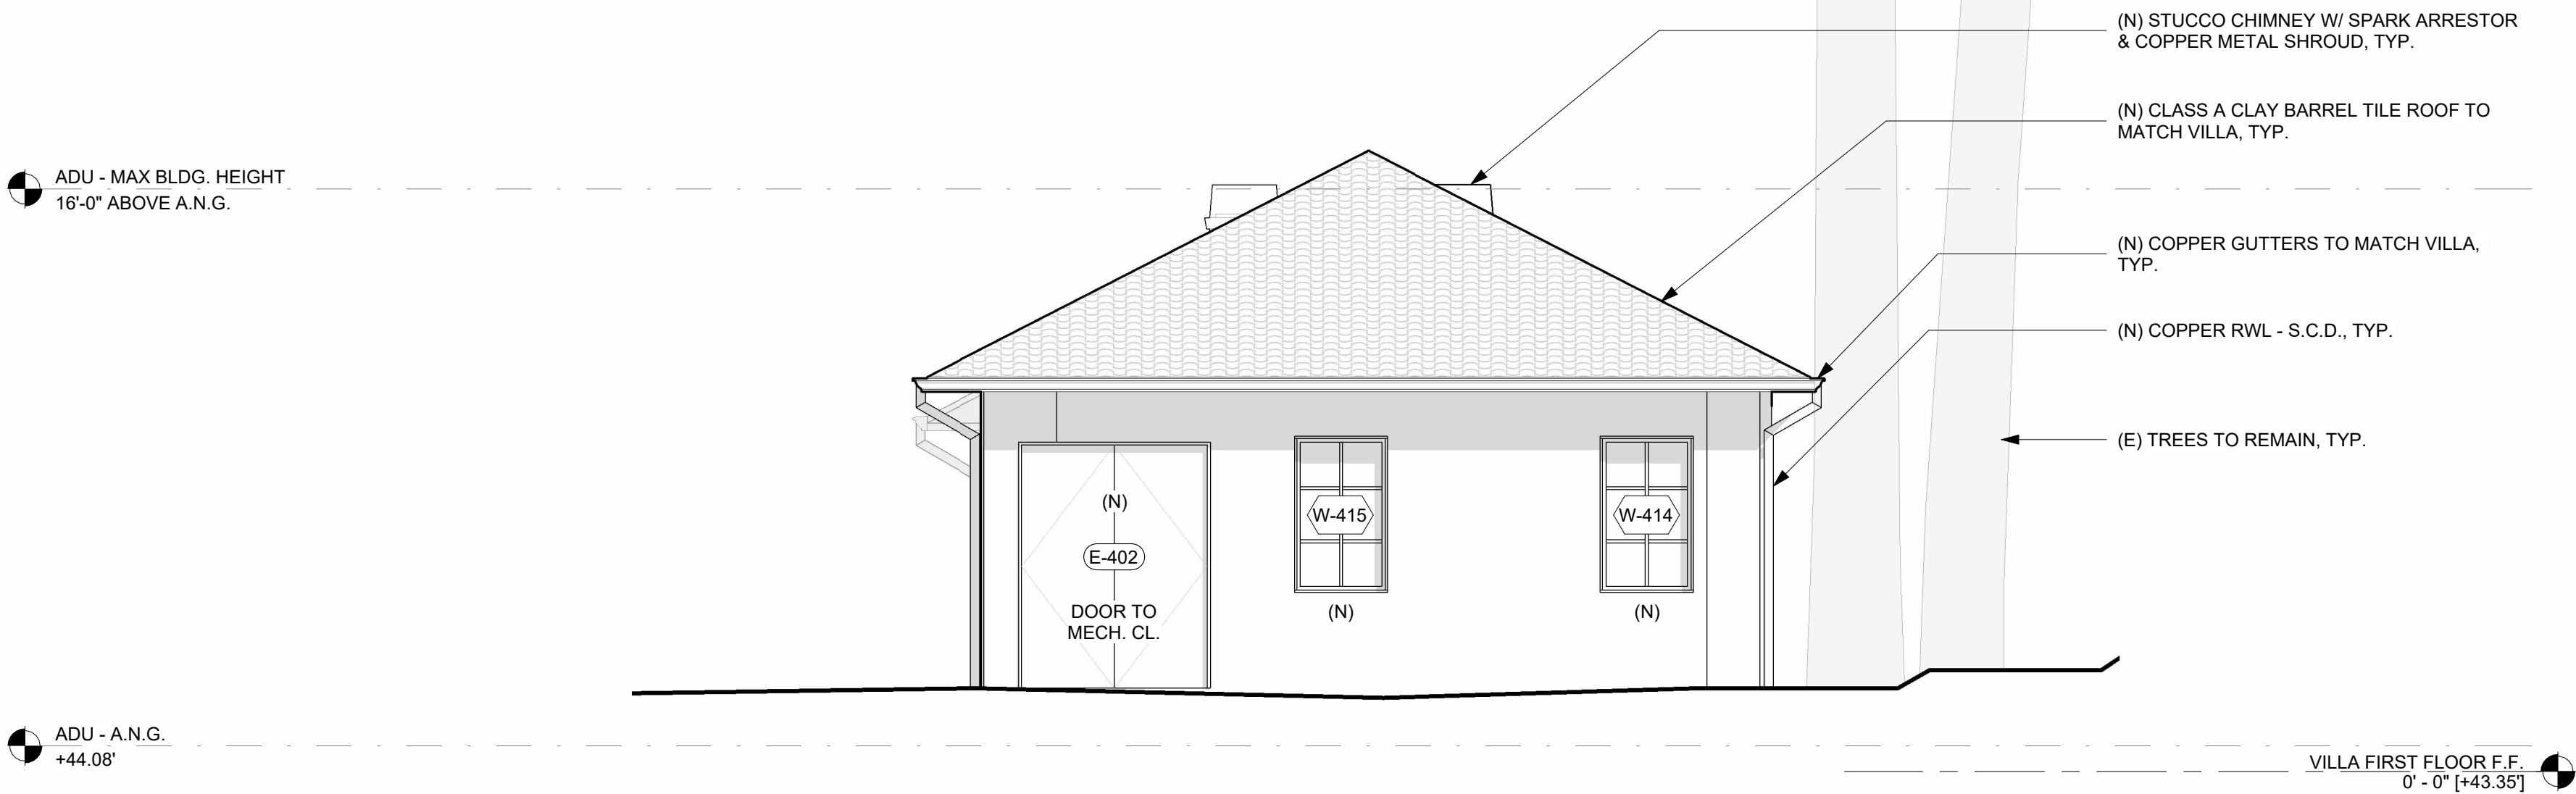 (N) STUCCO CHIMNEY W/ SPARK ARRESTOR
& COPPER METAL SHROUD, TYP.
(N) CLASS A CLAY BARREL TILE ROOF TO
MATCH VILLA, TYP.
ADU - MAX BLDG. HEIGHT
16'-0" ABOVE A.N.G.
(N) COPPER GUTTERS TO MATCH VILLA,
TYP.
(N) COPPER RWL - S.C.D., TYP.
(E) TREES TO REMAIN, TYP.
(N)
E-402
DOOR TO
MECH. CL.
W-415
(N)
W-414
(N)
ADU - A.N.G.
+44.08'
VILLA FIRST FLOOR F.F.
0' - 0" [+43.35']